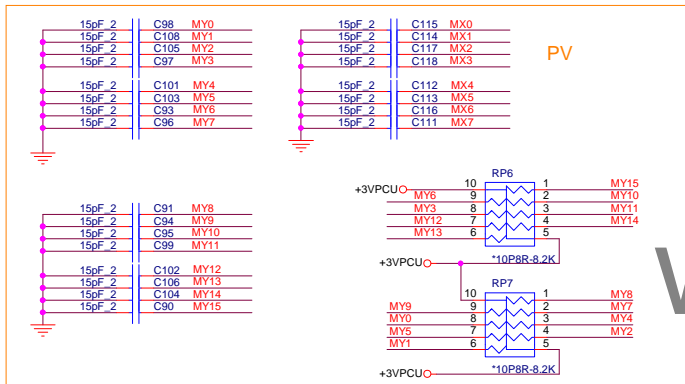 15pF_2 C98 MY0
15pF_2 C108 MY1
15pF_2 C105 MY2
15pF_2 C97 MY3
15pF_2 C101 MY4
15pF_2 C103 MY5
15pF_2 C93 MY6
15pF_2 C96 MY7
15pF_2 C115 MX0
15pF_2 C114 MX1
15pF_2 C117 MX2
15pF_2 C118 MX3
15pF_2 C112 MX4
15pF_2 C113 MX5
15pF_2 C116 MX6
15pF_2 C111 MX7
PV
15pF_2 C91 MY8
15pF_2 C94 MY9
15pF_2 C95 MY10
15pF_2 C99 MY11
15pF_2 C102 MY12
15pF_2 C106 MY13
15pF_2 C104 MY14
15pF_2 C90 MY15
RP6
+3VPCU 10 1 MY15
MY6 9 2 MY10
MY3 8 3 MY11
MY12 7 4 MY14
MY13 6 5
*10P8R-8.2K
+3VPCU
RP7
10 1 MY8
MY9 9 2 MY7
MY0 8 3 MY4
MY5 7 4 MY2
MY1 6 5
*10P8R-8.2K
+3VPCU